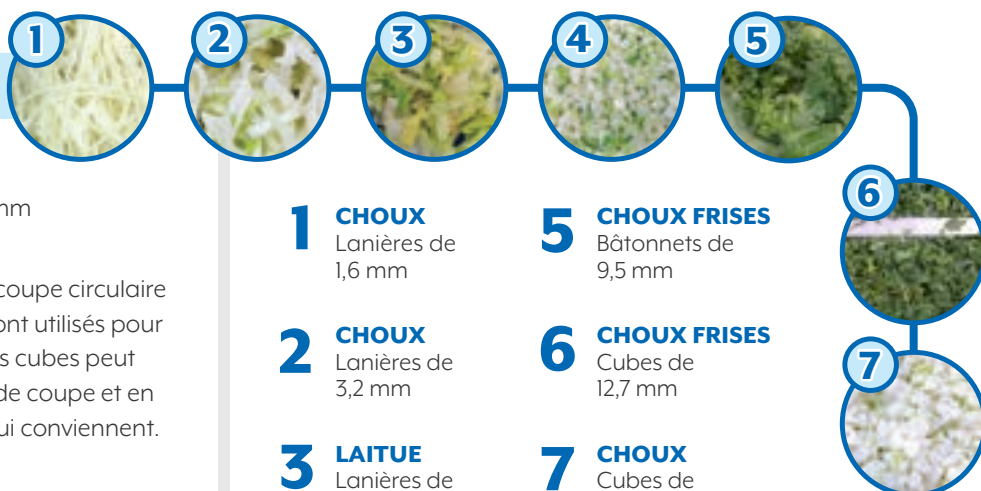 1
2
3
4
5
6
7
mm
coupe circulaire
ont utilisés pour
s cubes peut
de coupe et en
ui conviennent.
1 CHOUX
Lanières de
1,6 mm
2 CHOUX
Lanières de
3,2 mm
3 LAITUE
Lanières de
5 CHOUX FRISES
Bâtonnets de
9,5 mm
6 CHOUX FRISES
Cubes de
12,7 mm
7 CHOUX
Cubes de